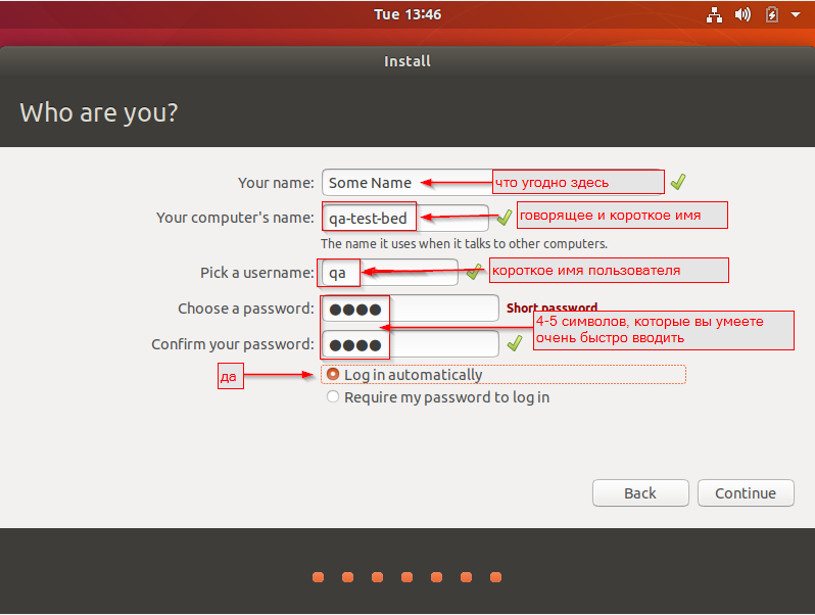 Tue 13:46
Install
Who are you?
Your name: Some Name что угодно здесь
Your computer's name: qa-test-bed говорящее и короткое имя
The name it uses when it talks to other computers.
Pick a username: qa короткое имя пользователя
Choose a password: ●●●● Short password
4-5 символов, которые вы умеете
очень быстро вводить
Confirm your password: ●●●●
да Log in automatically
Require my password to log in
Back Continue